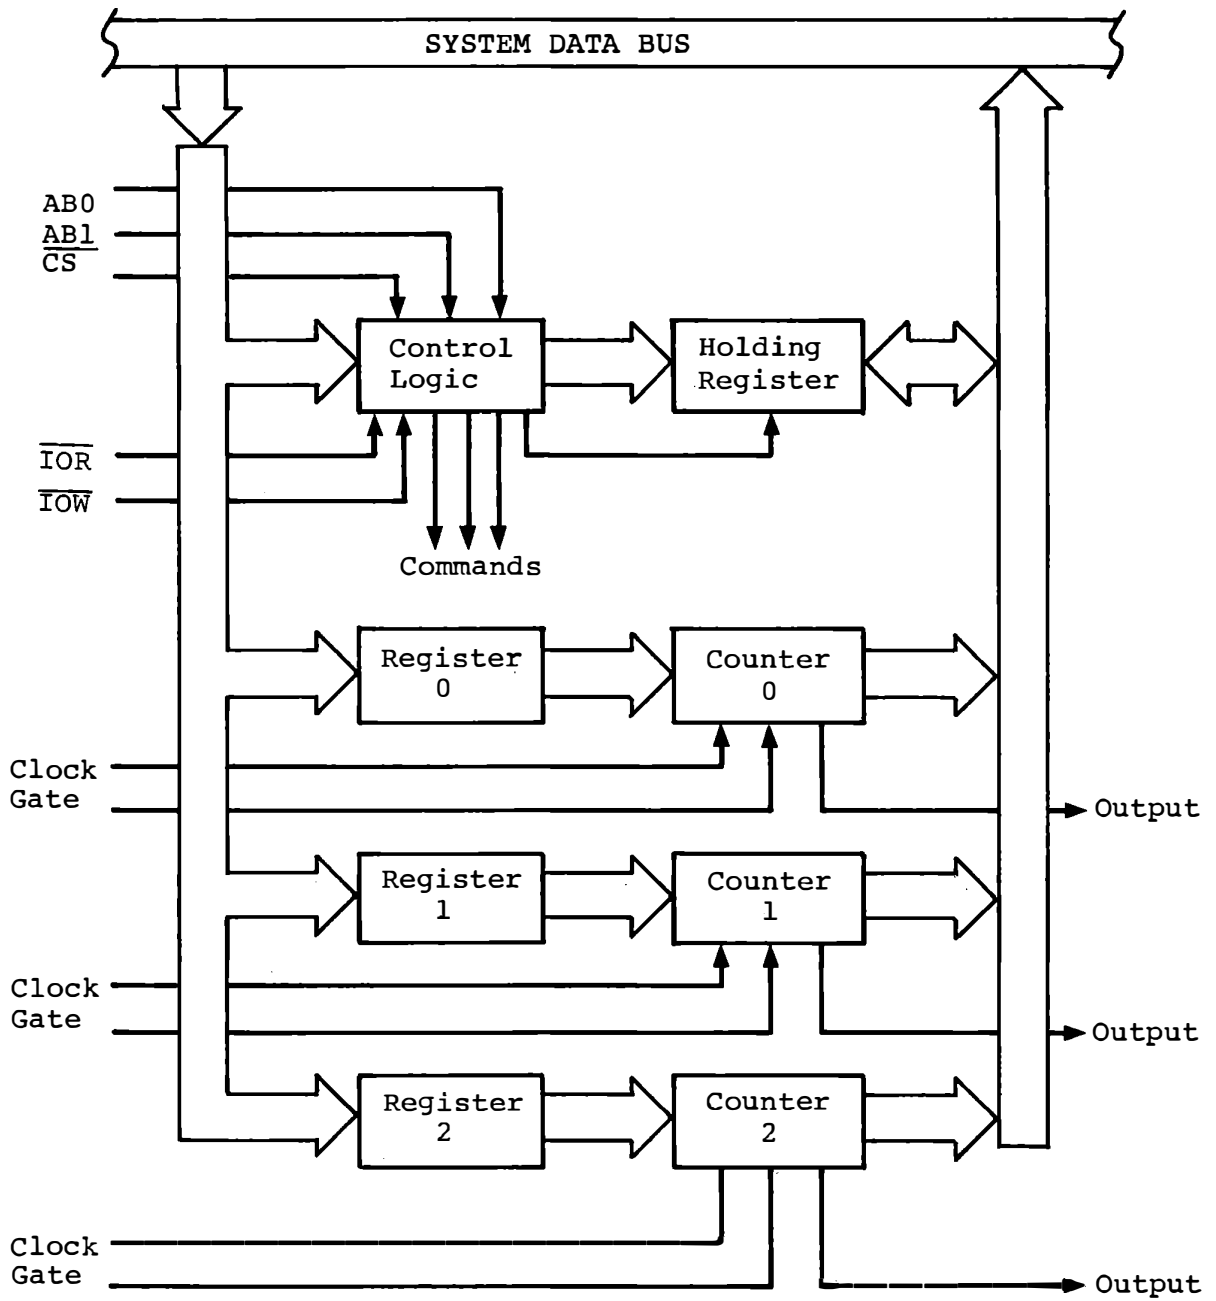 SYSTEM DATA BUS
AB0
AB1
CS
Control
Logic
Holding
Register
IOR
IOW
Commands
Register
0
Counter
0
Clock
Gate
Output
Register
1
Counter
1
Clock
Gate
Output
Register
2
Counter
2
Clock
Gate
Output